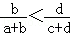 b/(a+b) < d/(c+d)